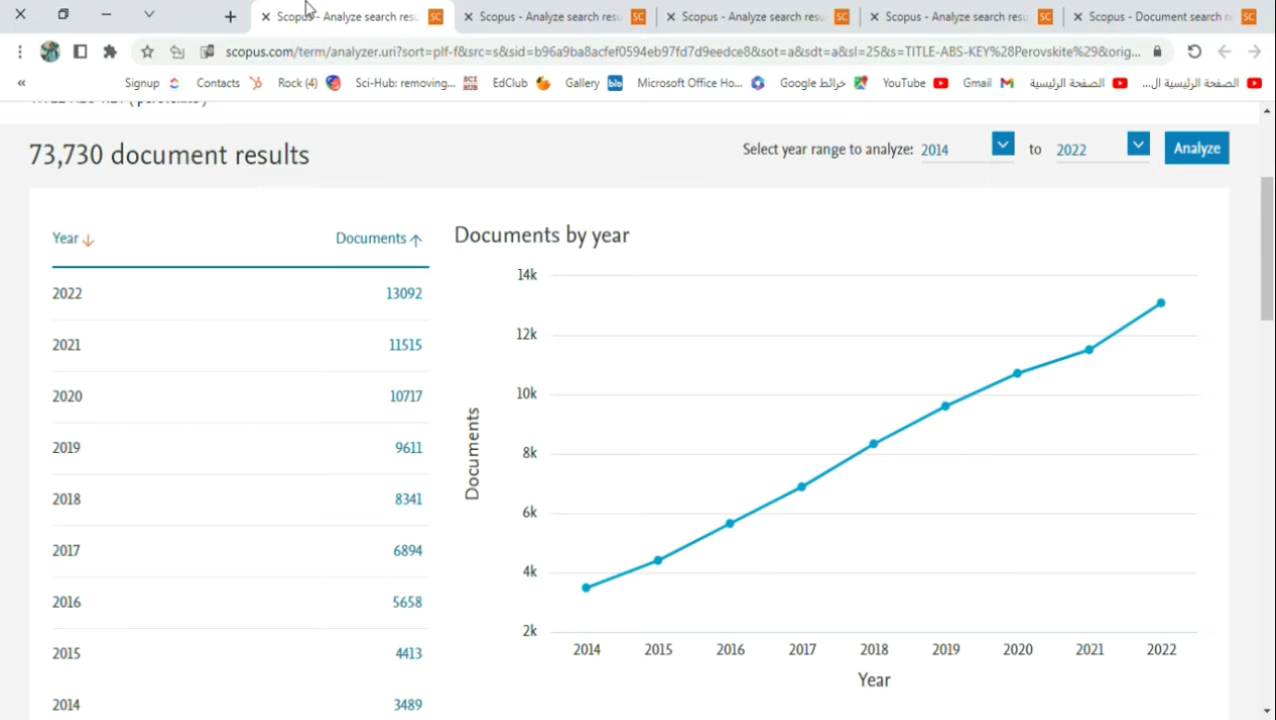 Scopus - Analyze search resu
Scopus - Analyze search resu
Scopus - Analyze search resu
Scopus - Analyze search resu
Scopus - Document search r
scopus.com/term/analyzer.uri?sort=plf-f&src=s&sid=b96a9ba8acfef0594eb97fd7d9eedce8&sot=a&sdt=a&sl=25&s=TITLE-ABS-KEY%28Perovskite%29&orig...
« Signup Contacts Rock (4) Sci-Hub: removing... EdClub Gallery Microsoft Office Ho... خرائط Google YouTube Gmail الصفحة الرئيسية الصفحة الرئيسية ال...
73,730 document results
Select year range to analyze: 2014 to 2022 Analyze
Year Documents
2022 13092
2021 11515
2020 10717
2019 9611
2018 8341
2017 6894
2016 5658
2015 4413
2014 3489
Documents by year
14k
12k
10k
8k
6k
4k
2k
Documents
2014 2015 2016 2017 2018 2019 2020 2021 2022
Year